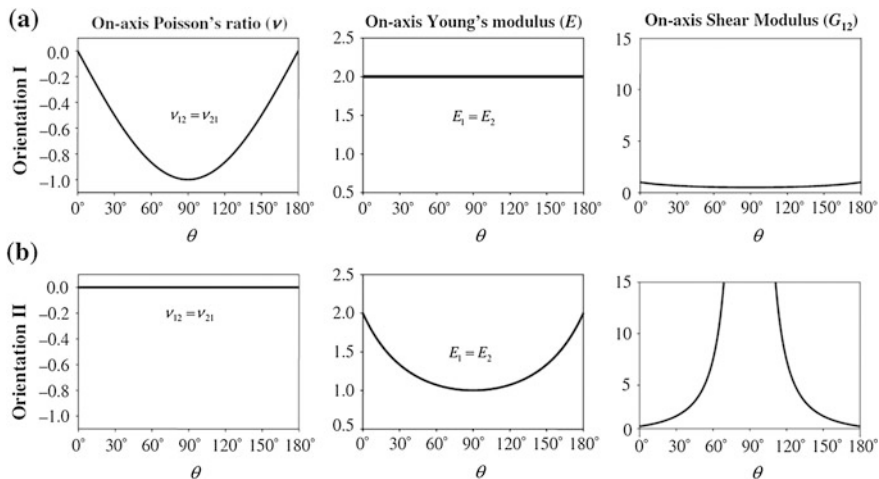 (a)
On-axis Poisson's ratio (ν)
On-axis Young's modulus (E)
On-axis Shear Modulus (G₁₂)
Orientation I
0.0
−0.2
−0.4
−0.6
−0.8
−1.0
ν₁₂ = ν₂₁
0° 30° 60° 90° 120° 150° 180°
θ
2.5
2.0
1.5
1.0
0.5
E₁ = E₂
0° 30° 60° 90° 120° 150° 180°
θ
15
10
5
0
0° 30° 60° 90° 120° 150° 180°
θ
(b)
Orientation II
0.0
−0.2
−0.4
−0.6
−0.8
−1.0
ν₁₂ = ν₂₁
0° 30° 60° 90° 120° 150° 180°
θ
2.5
2.0
1.5
1.0
0.5
E₁ = E₂
0° 30° 60° 90° 120° 150° 180°
θ
15
10
5
0
0° 30° 60° 90° 120° 150° 180°
θ